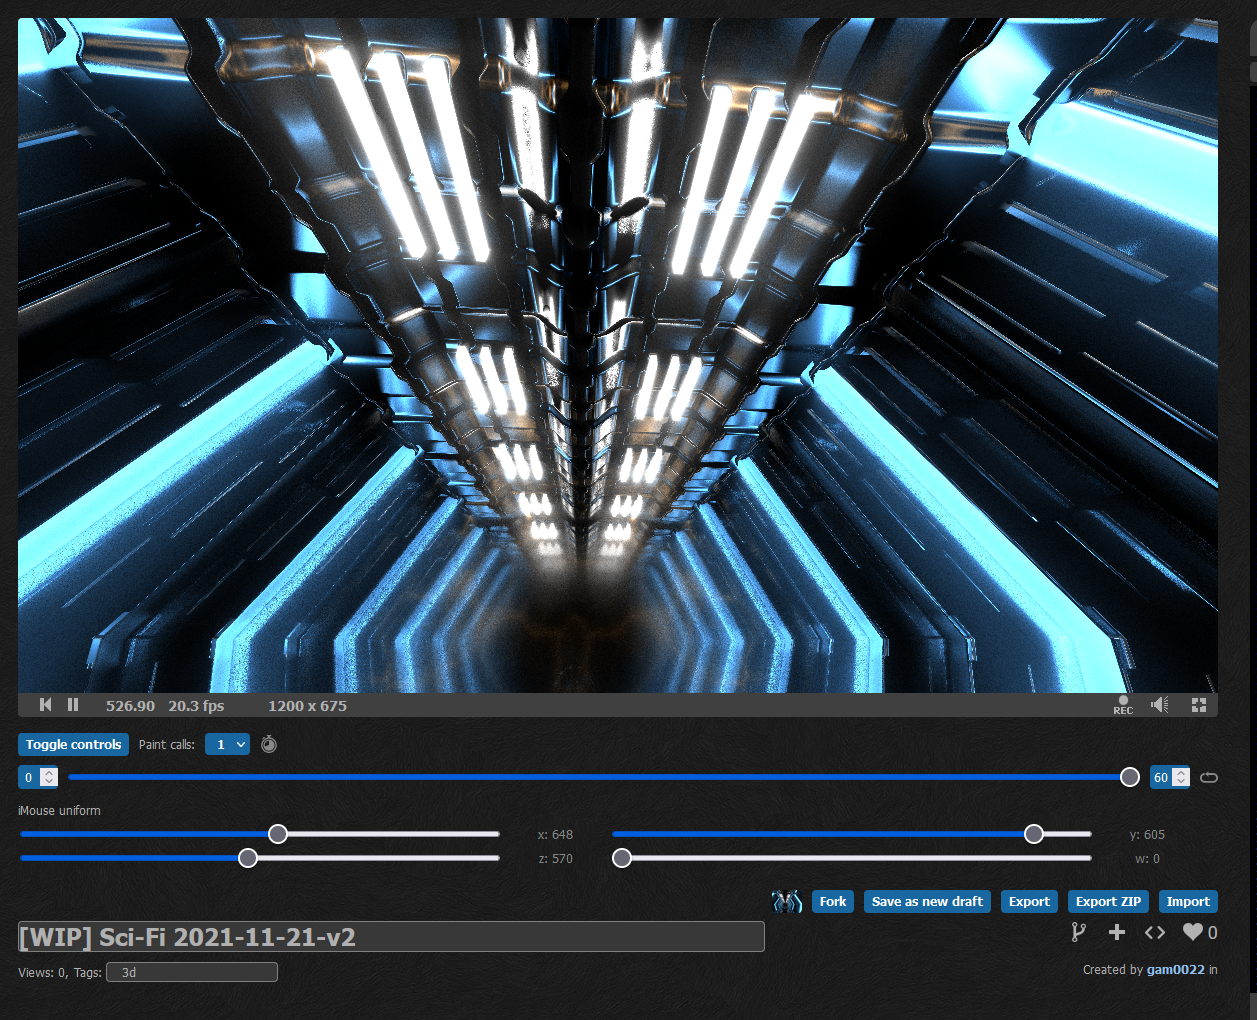 526.90 20.3 fps 1200 x 675 REC
Toggle controls Paint calls: 1
0 60
iMouse uniform
x: 648 y: 605
z: 570 w: 0
Fork Save as new draft Export Export ZIP Import
[WIP] Sci-Fi 2021-11-21-v2 0
Views: 0, Tags: 3d Created by gam0022 in